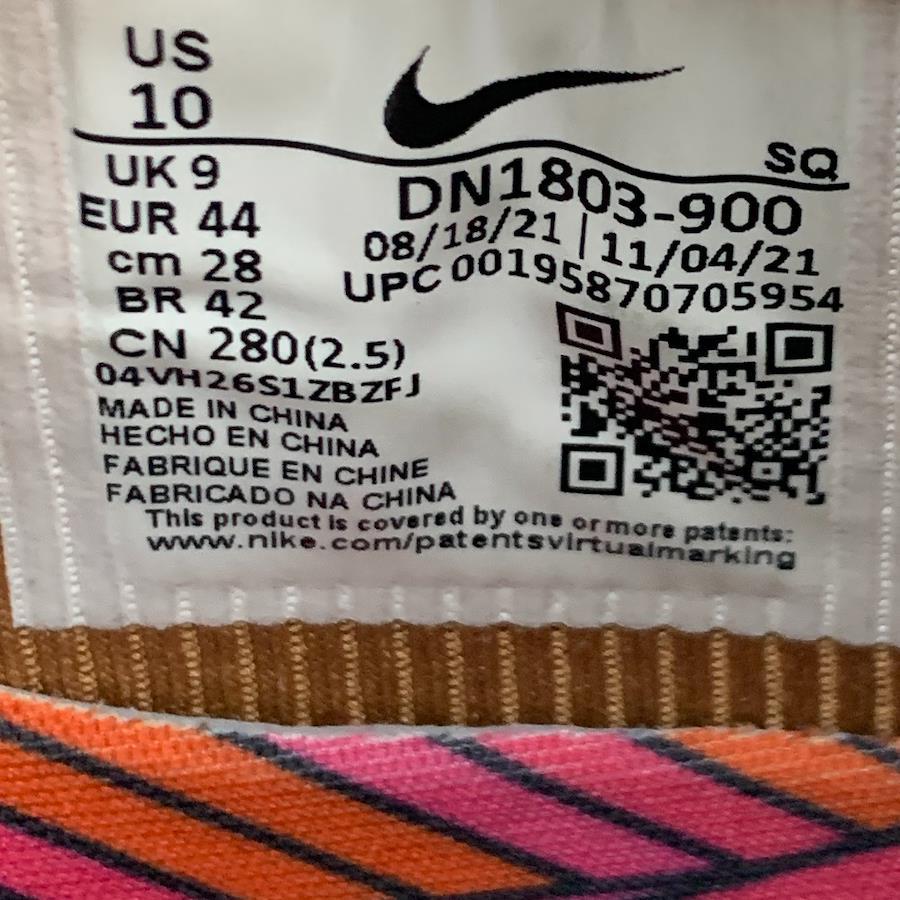 US
10
SQ
UK 9
DN1803-900
EUR 44
08/18/21 | 11/04/21
cm 28
UPC 00195870705954
BR 42
CN 280(2.5)
04VH26S1ZBZFJ
MADE IN CHINA
HECHO EN CHINA
FABRIQUE EN CHINE
FABRICADO NA CHINA
This product is covered by one or more patents:
www.nike.com/patentsvirtualmarking